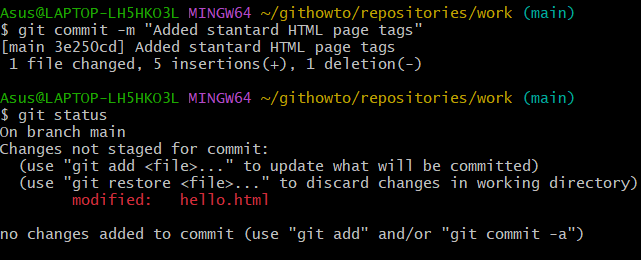 Asus@LAPTOP-LH5HKO3L MINGW64 ~/githowto/repositories/work (main)
$ git commit -m "Added stantard HTML page tags"
[main 3e250cd] Added stantard HTML page tags
 1 file changed, 5 insertions(+), 1 deletion(-)
Asus@LAPTOP-LH5HKO3L MINGW64 ~/githowto/repositories/work (main)
$ git status
On branch main
Changes not staged for commit:
  (use "git add <file>..." to update what will be committed)
  (use "git restore <file>..." to discard changes in working directory)
        modified:   hello.html
no changes added to commit (use "git add" and/or "git commit -a")